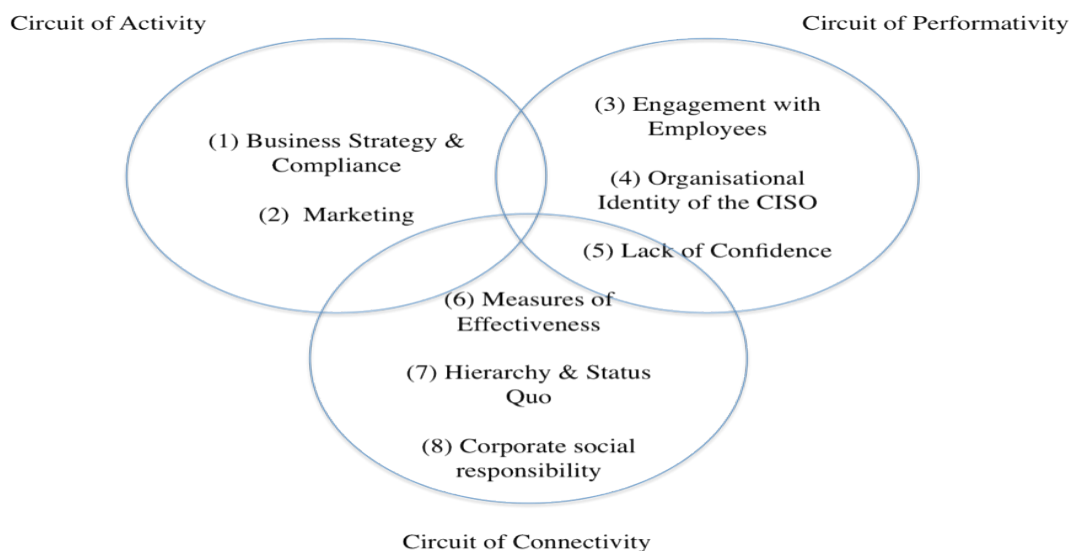 Circuit of Activity
Circuit of Performativity
(1) Business Strategy &
Compliance
(2) Marketing
(3) Engagement with
Employees
(4) Organisational
Identity of the CISO
(5) Lack of Confidence
(6) Measures of
Effectiveness
(7) Hierarchy & Status
Quo
(8) Corporate social
responsibility
Circuit of Connectivity